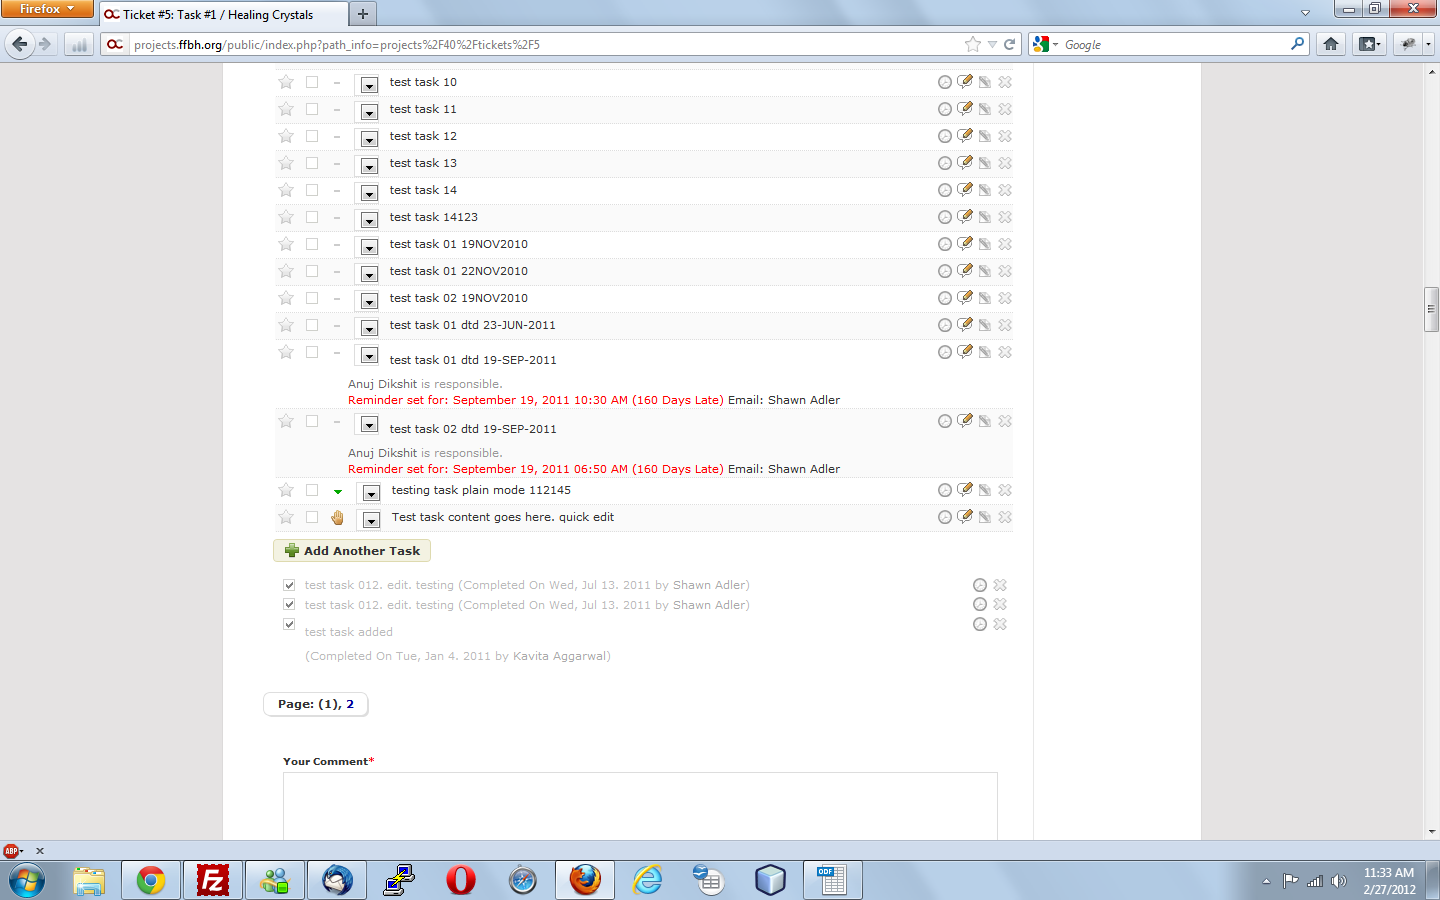 Firefox
Ticket #5: Task #1 / Healing Crystals
projects.ffbh.org/public/index.php?path_info=projects%2F40%2Ftickets%2F5
Google
test task 10
test task 11
test task 12
test task 13
test task 14
test task 14123
test task 01 19NOV2010
test task 01 22NOV2010
test task 02 19NOV2010
test task 01 dtd 23-JUN-2011
test task 01 dtd 19-SEP-2011
Anuj Dikshit is responsible.
Reminder set for: September 19, 2011 10:30 AM (160 Days Late) Email: Shawn Adler
test task 02 dtd 19-SEP-2011
Anuj Dikshit is responsible.
Reminder set for: September 19, 2011 06:50 AM (160 Days Late) Email: Shawn Adler
testing task plain mode 112145
Test task content goes here. quick edit
Add Another Task
test task 012. edit. testing (Completed On Wed, Jul 13. 2011 by Shawn Adler)
test task 012. edit. testing (Completed On Wed, Jul 13. 2011 by Shawn Adler)
test task added
(Completed On Tue, Jan 4. 2011 by Kavita Aggarwal)
Page: (1), 2
Your Comment*
ABP
ODF
11:33 AM
2/27/2012